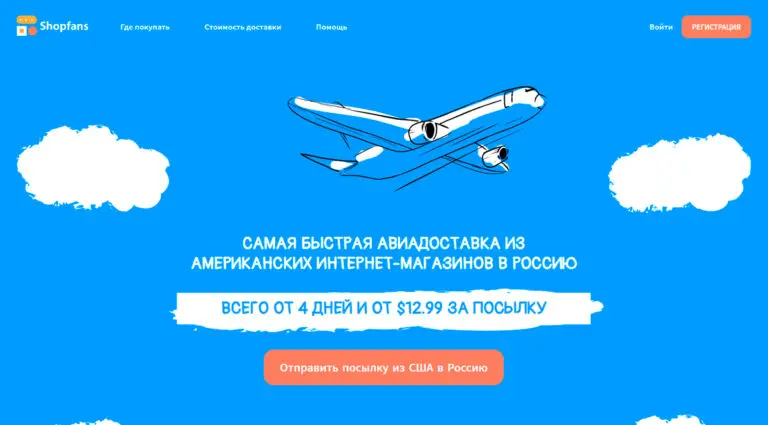 Shopfans
Где покупать
Стоимость доставки
Помощь
Войти
РЕГИСТРАЦИЯ
САМАЯ БЫСТРАЯ АВИАДОСТАВКА ИЗ
АМЕРИКАНСКИХ ИНТЕРНЕТ-МАГАЗИНОВ В РОССИЮ
ВСЕГО ОТ 4 ДНЕЙ И ОТ $12.99 ЗА ПОСЫЛКУ
Отправить посылку из США в Россию